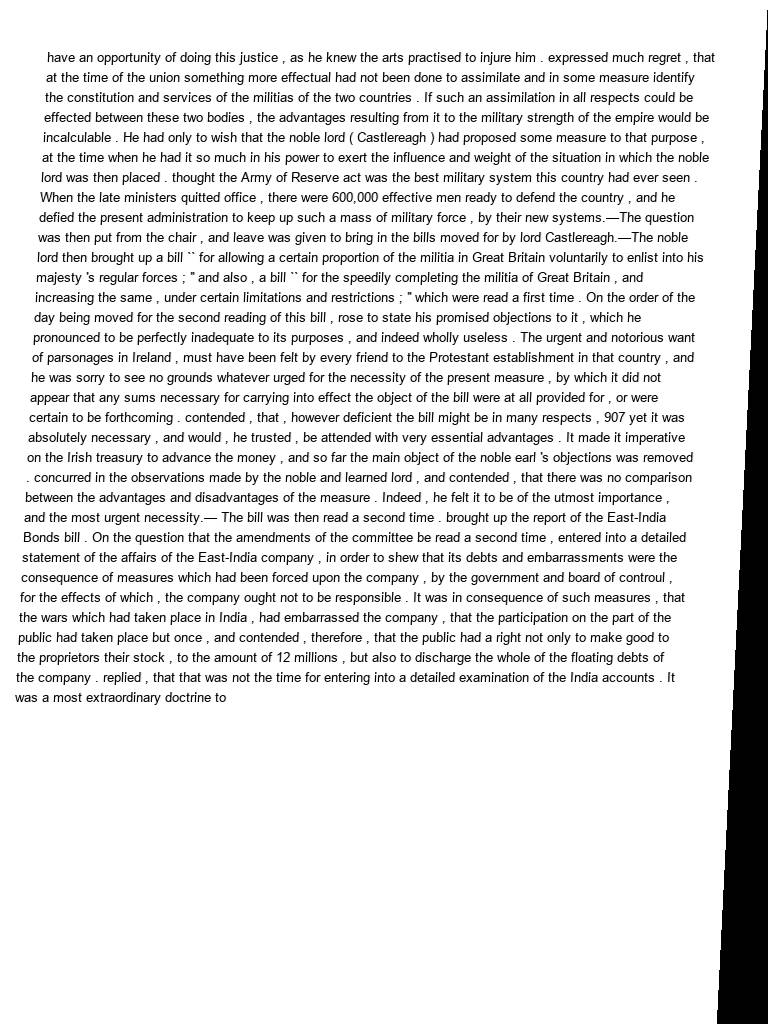 have an opportunity of doing this justice , as he knew the arts practised to injure him . expressed much regret , that
at the time of the union something more effectual had not been done to assimilate and in some measure identify
the constitution and services of the militias of the two countries . If such an assimilation in all respects could be
effected between these two bodies , the advantages resulting from it to the military strength of the empire would be
incalculable . He had only to wish that the noble lord ( Castlereagh ) had proposed some measure to that purpose ,
at the time when he had it so much in his power to exert the influence and weight of the situation in which the noble
lord was then placed . thought the Army of Reserve act was the best military system this country had ever seen .
When the late ministers quitted office , there were 600,000 effective men ready to defend the country , and he
defied the present administration to keep up such a mass of military force , by their new systems.—The question
was then put from the chair , and leave was given to bring in the bills moved for by lord Castlereagh.—The noble
lord then brought up a bill `` for allowing a certain proportion of the militia in Great Britain voluntarily to enlist into his
majesty 's regular forces ; '' and also , a bill `` for the speedily completing the militia of Great Britain , and
increasing the same , under certain limitations and restrictions ; '' which were read a first time . On the order of the
day being moved for the second reading of this bill , rose to state his promised objections to it , which he
pronounced to be perfectly inadequate to its purposes , and indeed wholly useless . The urgent and notorious want
of parsonages in Ireland , must have been felt by every friend to the Protestant establishment in that country , and
he was sorry to see no grounds whatever urged for the necessity of the present measure , by which it did not
appear that any sums necessary for carrying into effect the object of the bill were at all provided for , or were
certain to be forthcoming . contended , that , however deficient the bill might be in many respects , 907 yet it was
absolutely necessary , and would , he trusted , be attended with very essential advantages . It made it imperative
on the Irish treasury to advance the money , and so far the main object of the noble earl 's objections was removed
. concurred in the observations made by the noble and learned lord , and contended , that there was no comparison
between the advantages and disadvantages of the measure . Indeed , he felt it to be of the utmost importance ,
and the most urgent necessity.— The bill was then read a second time . brought up the report of the East-India
Bonds bill . On the question that the amendments of the committee be read a second time , entered into a detailed
statement of the affairs of the East-India company , in order to shew that its debts and embarrassments were the
consequence of measures which had been forced upon the company , by the government and board of controul ,
for the effects of which , the company ought not to be responsible . It was in consequence of such measures , that
the wars which had taken place in India , had embarrassed the company , that the participation on the part of the
public had taken place but once , and contended , therefore , that the public had a right not only to make good to
the proprietors their stock , to the amount of 12 millions , but also to discharge the whole of the floating debts of
the company . replied , that that was not the time for entering into a detailed examination of the India accounts . It
was a most extraordinary doctrine to